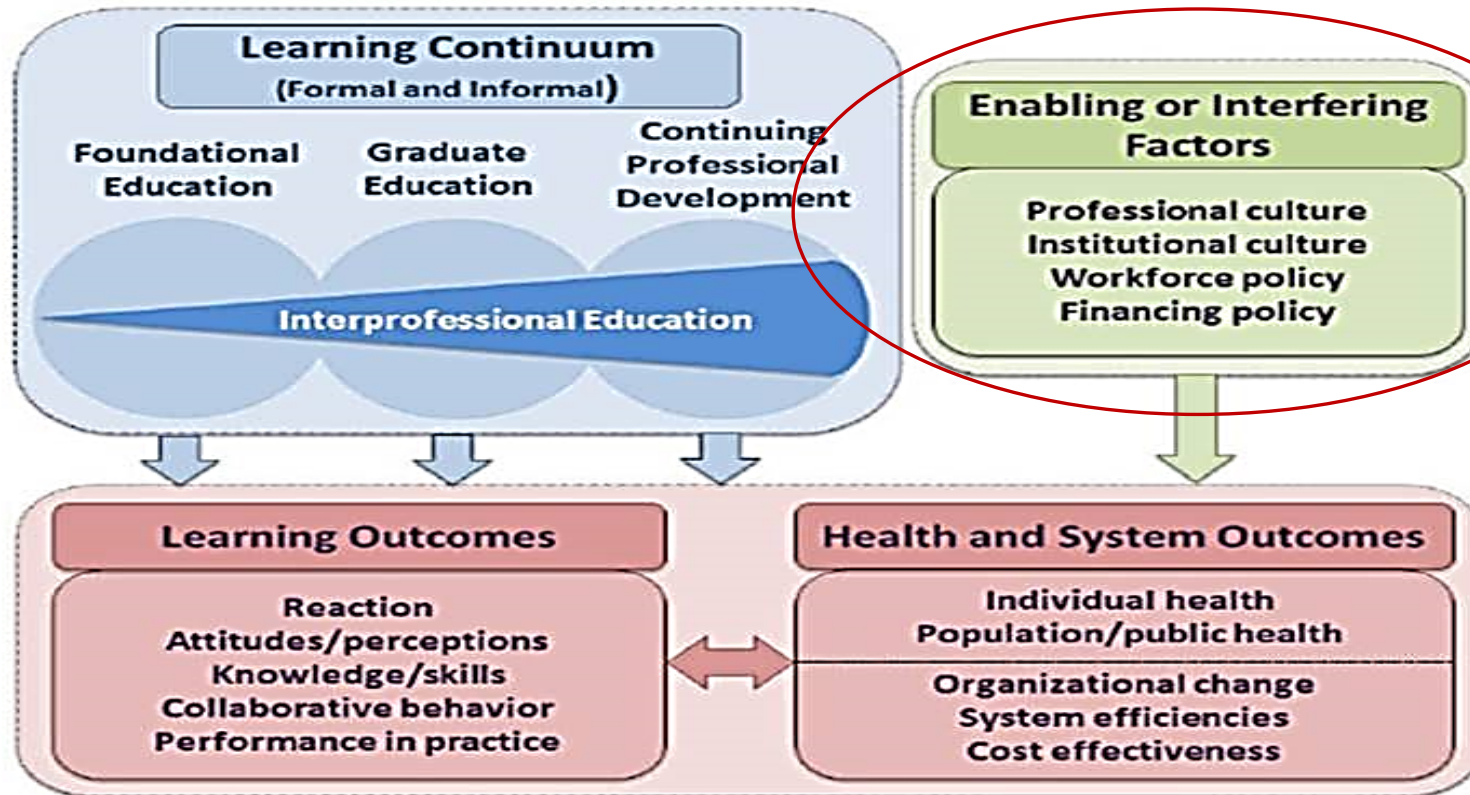 Learning Continuum
(Formal and Informal)
Foundational
Education
Graduate
Education
Continuing
Professional
Development
Interprofessional Education
Enabling or Interfering
Factors
Professional culture
Institutional culture
Workforce policy
Financing policy
Learning Outcomes
Reaction
Attitudes/perceptions
Knowledge/skills
Collaborative behavior
Performance in practice
Health and System Outcomes
Individual health
Population/public health
Organizational change
System efficiencies
Cost effectiveness